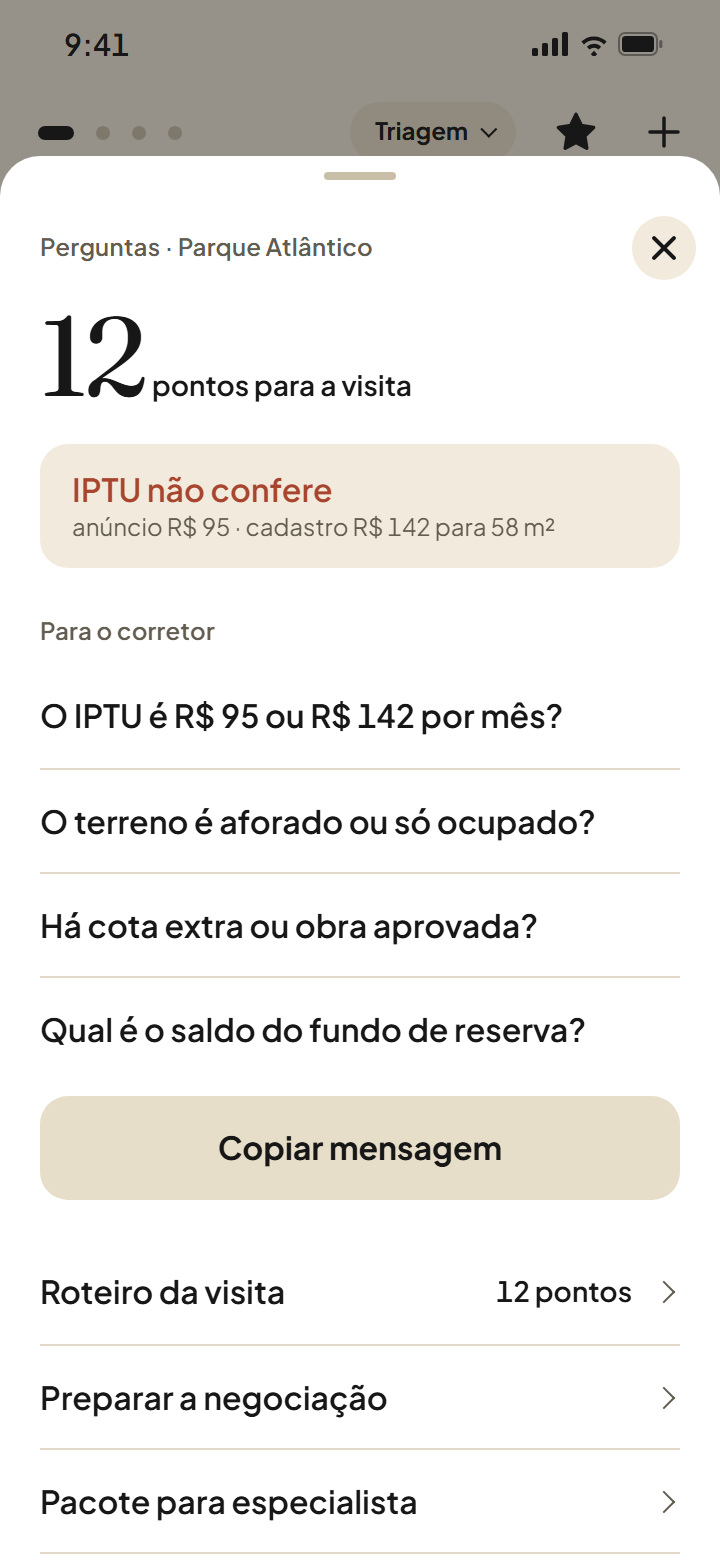 9:41
Triagem
Perguntas · Parque Atlântico
12 pontos para a visita
IPTU não confere
anúncio R$ 95 · cadastro R$ 142 para 58 m²
Para o corretor
O IPTU é R$ 95 ou R$ 142 por mês?
O terreno é aforado ou só ocupado?
Há cota extra ou obra aprovada?
Qual é o saldo do fundo de reserva?
Copiar mensagem
Roteiro da visita 12 pontos
Preparar a negociação
Pacote para especialista